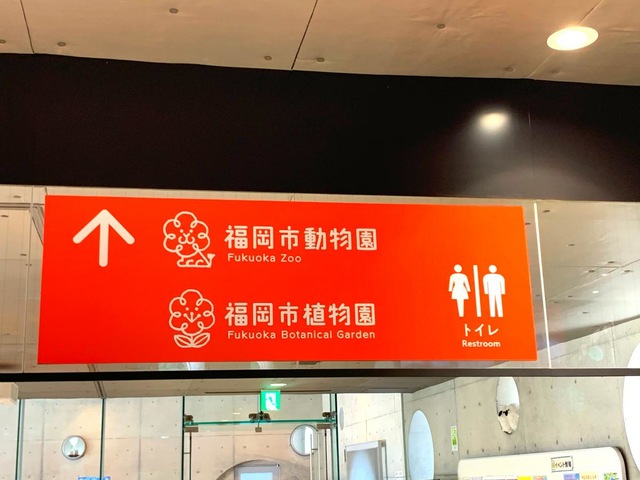 福岡市動物園
Fukuoka Zoo
福岡市植物園
Fukuoka Botanical Garden
トイレ
Restroom